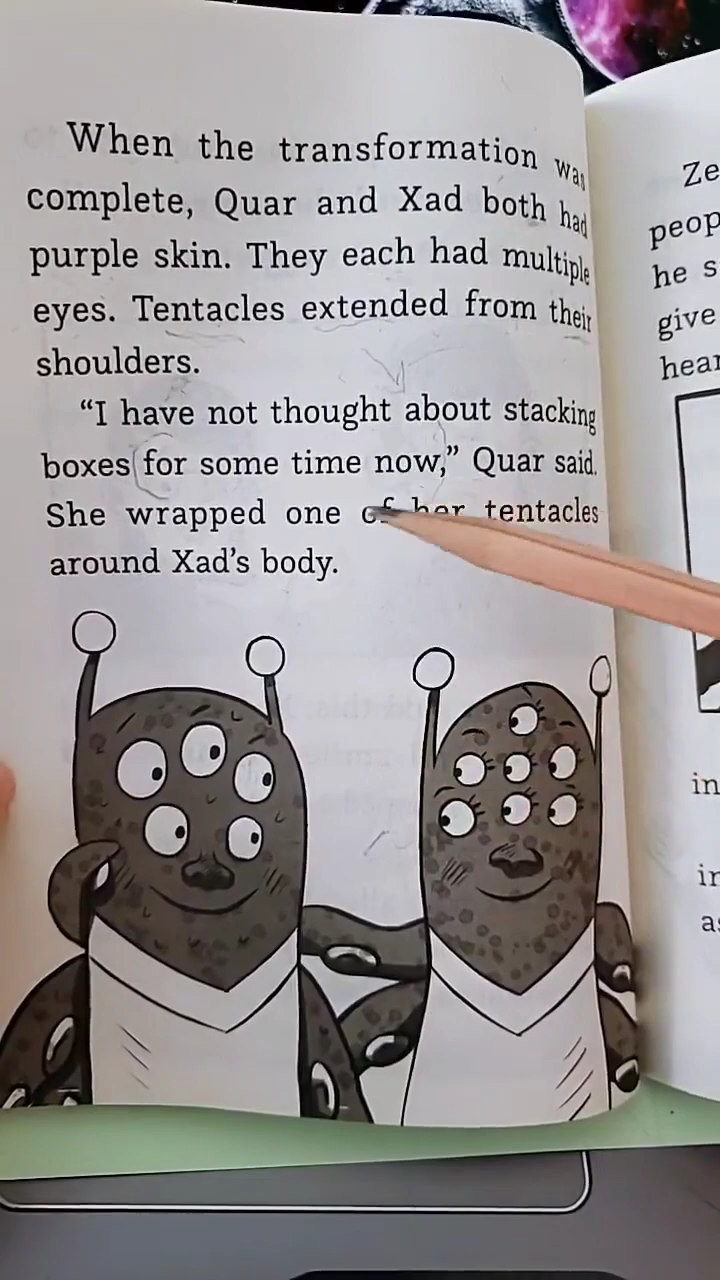 When the transformation was
complete, Quar and Xad both had
purple skin. They each had multiple
eyes. Tentacles extended from their
shoulders.
“I have not thought about stacking
boxes for some time now,” Quar said.
She wrapped one of her tentacles
around Xad’s body.
Ze
peop
he s
give
hear
in
in
as